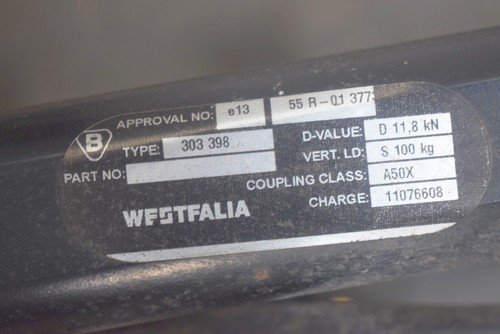 APPROVAL NO: e13 55 R-01 3773
B TYPE: 303 398 D-VALUE: D 11,8 kN
PART NO: VERT. LD: S 100 kg
COUPLING CLASS: A50X
WESTFALIA CHARGE: 11076608